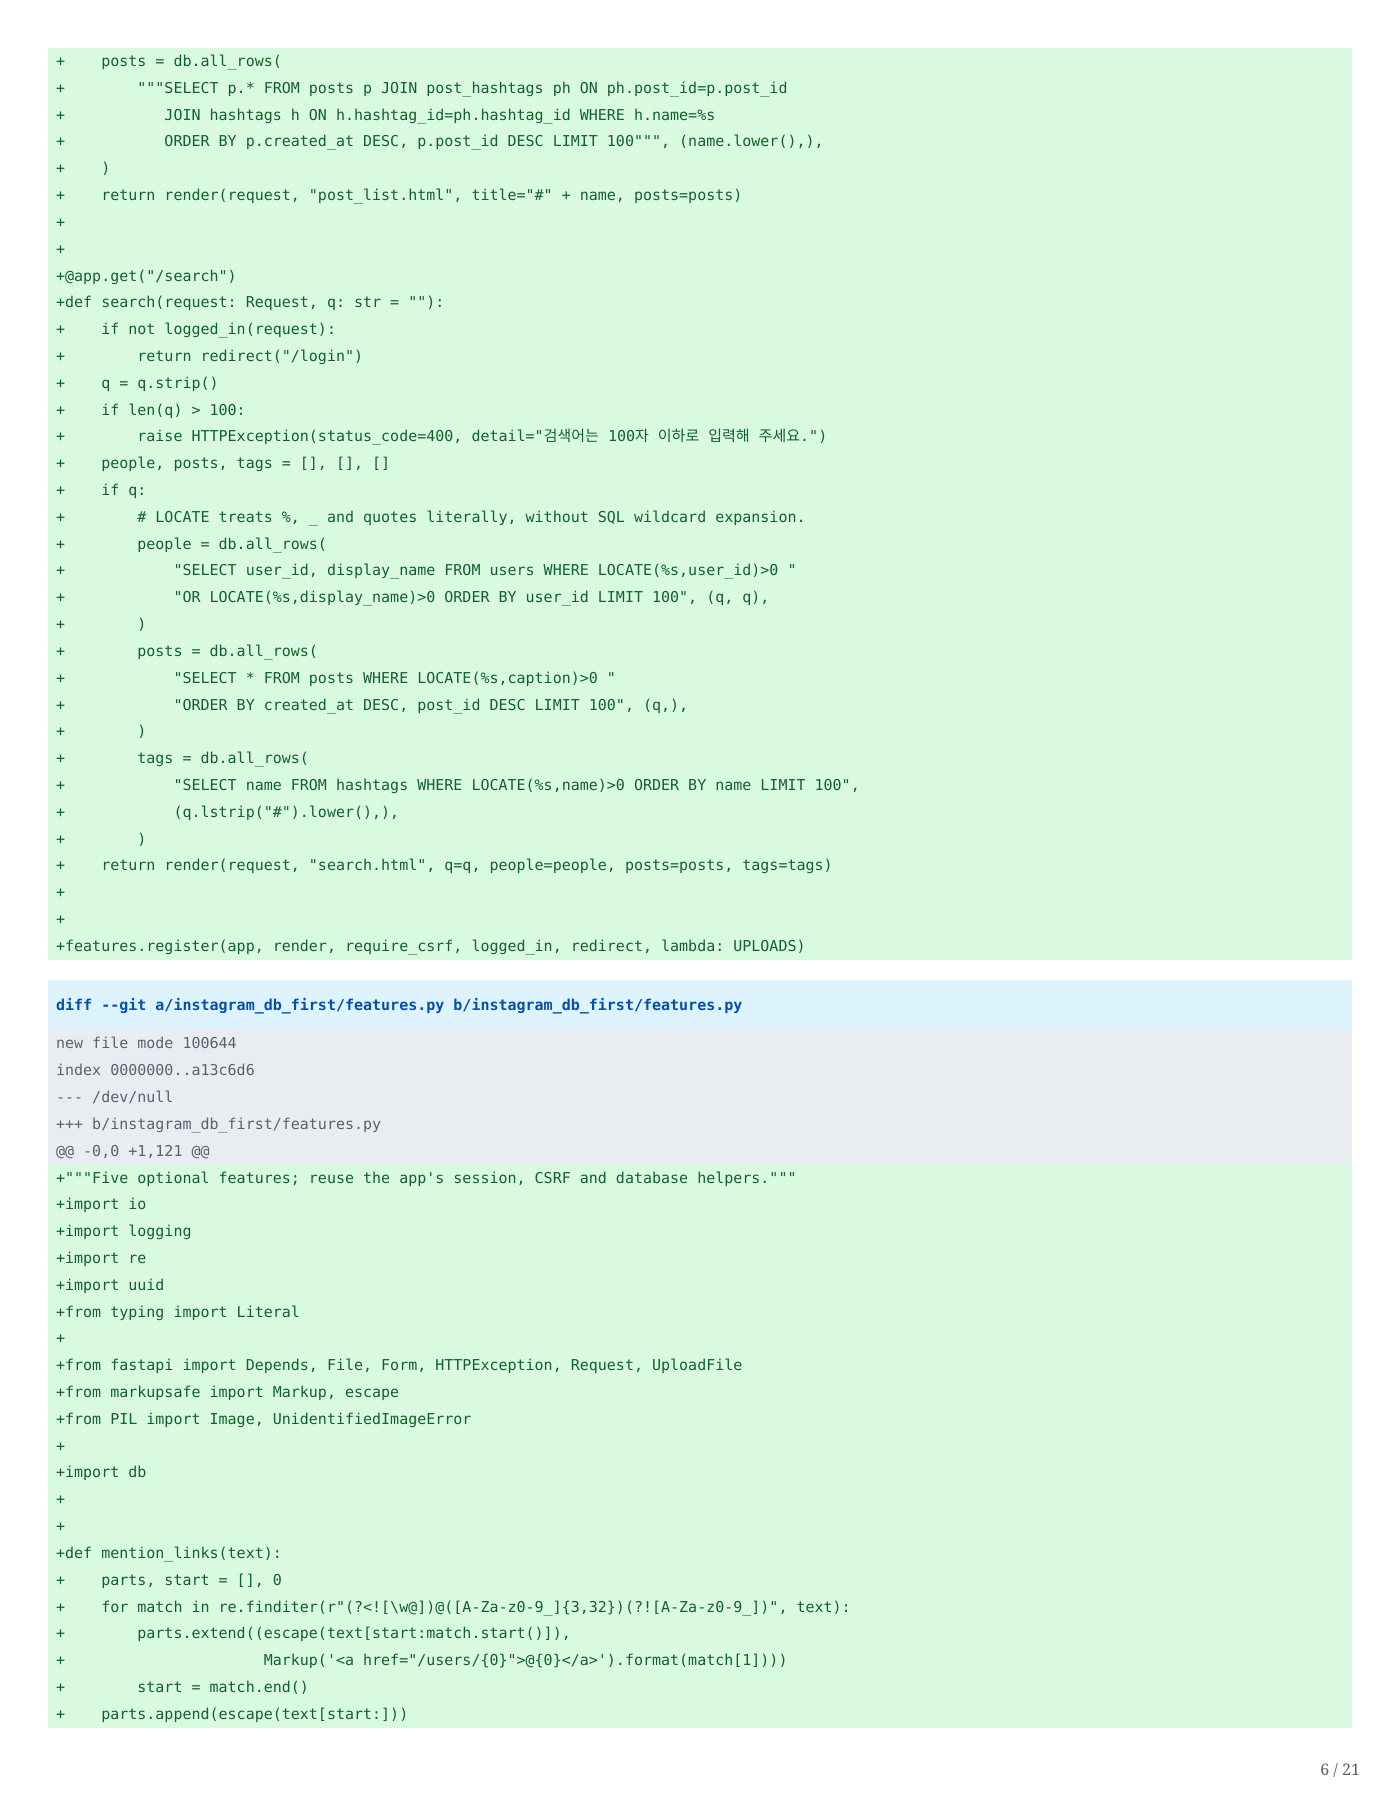 +    posts = db.all_rows(
+        """SELECT p.* FROM posts p JOIN post_hashtags ph ON ph.post_id=p.post_id
+           JOIN hashtags h ON h.hashtag_id=ph.hashtag_id WHERE h.name=%s
+           ORDER BY p.created_at DESC, p.post_id DESC LIMIT 100""", (name.lower(),),
+    )
+    return render(request, "post_list.html", title="#" + name, posts=posts)
+
+
+@app.get("/search")
+def search(request: Request, q: str = ""):
+    if not logged_in(request):
+        return redirect("/login")
+    q = q.strip()
+    if len(q) > 100:
+        raise HTTPException(status_code=400, detail="검색어는 100자 이하로 입력해 주세요.")
+    people, posts, tags = [], [], []
+    if q:
+        # LOCATE treats %, _ and quotes literally, without SQL wildcard expansion.
+        people = db.all_rows(
+            "SELECT user_id, display_name FROM users WHERE LOCATE(%s,user_id)>0 "
+            "OR LOCATE(%s,display_name)>0 ORDER BY user_id LIMIT 100", (q, q),
+        )
+        posts = db.all_rows(
+            "SELECT * FROM posts WHERE LOCATE(%s,caption)>0 "
+            "ORDER BY created_at DESC, post_id DESC LIMIT 100", (q,),
+        )
+        tags = db.all_rows(
+            "SELECT name FROM hashtags WHERE LOCATE(%s,name)>0 ORDER BY name LIMIT 100",
+            (q.lstrip("#").lower(),),
+        )
+    return render(request, "search.html", q=q, people=people, posts=posts, tags=tags)
+
+
+features.register(app, render, require_csrf, logged_in, redirect, lambda: UPLOADS)
diff --git a/instagram_db_first/features.py b/instagram_db_first/features.py
new file mode 100644
index 0000000..a13c6d6
--- /dev/null
+++ b/instagram_db_first/features.py
@@ -0,0 +1,121 @@
+"""Five optional features; reuse the app's session, CSRF and database helpers."""
+import io
+import logging
+import re
+import uuid
+from typing import Literal
+
+from fastapi import Depends, File, Form, HTTPException, Request, UploadFile
+from markupsafe import Markup, escape
+from PIL import Image, UnidentifiedImageError
+
+import db
+
+
+def mention_links(text):
+    parts, start = [], 0
+    for match in re.finditer(r"(?<![\w@])@([A-Za-z0-9_]{3,32})(?![A-Za-z0-9_])", text):
+        parts.extend((escape(text[start:match.start()]),
+                      Markup('<a href="/users/{0}">@{0}</a>').format(match[1])))
+        start = match.end()
+    parts.append(escape(text[start:]))
6 / 21